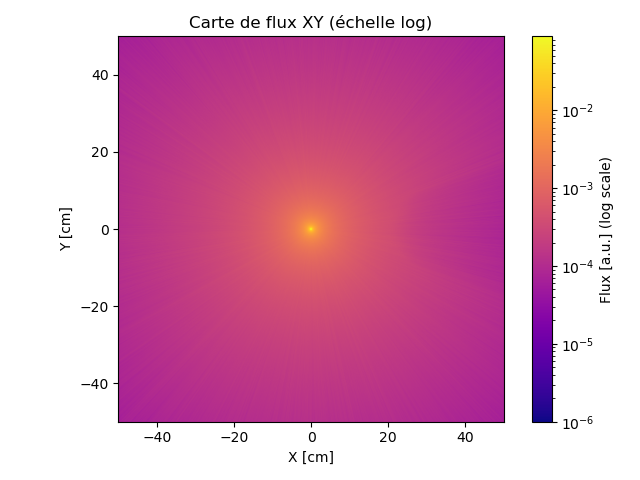 Carte de flux XY (échelle log)
40
20
0
−20
−40
Y [cm]
−40 −20 0 20 40
X [cm]
10⁻²
10⁻³
10⁻⁴
10⁻⁵
10⁻⁶
Flux [a.u.] (log scale)